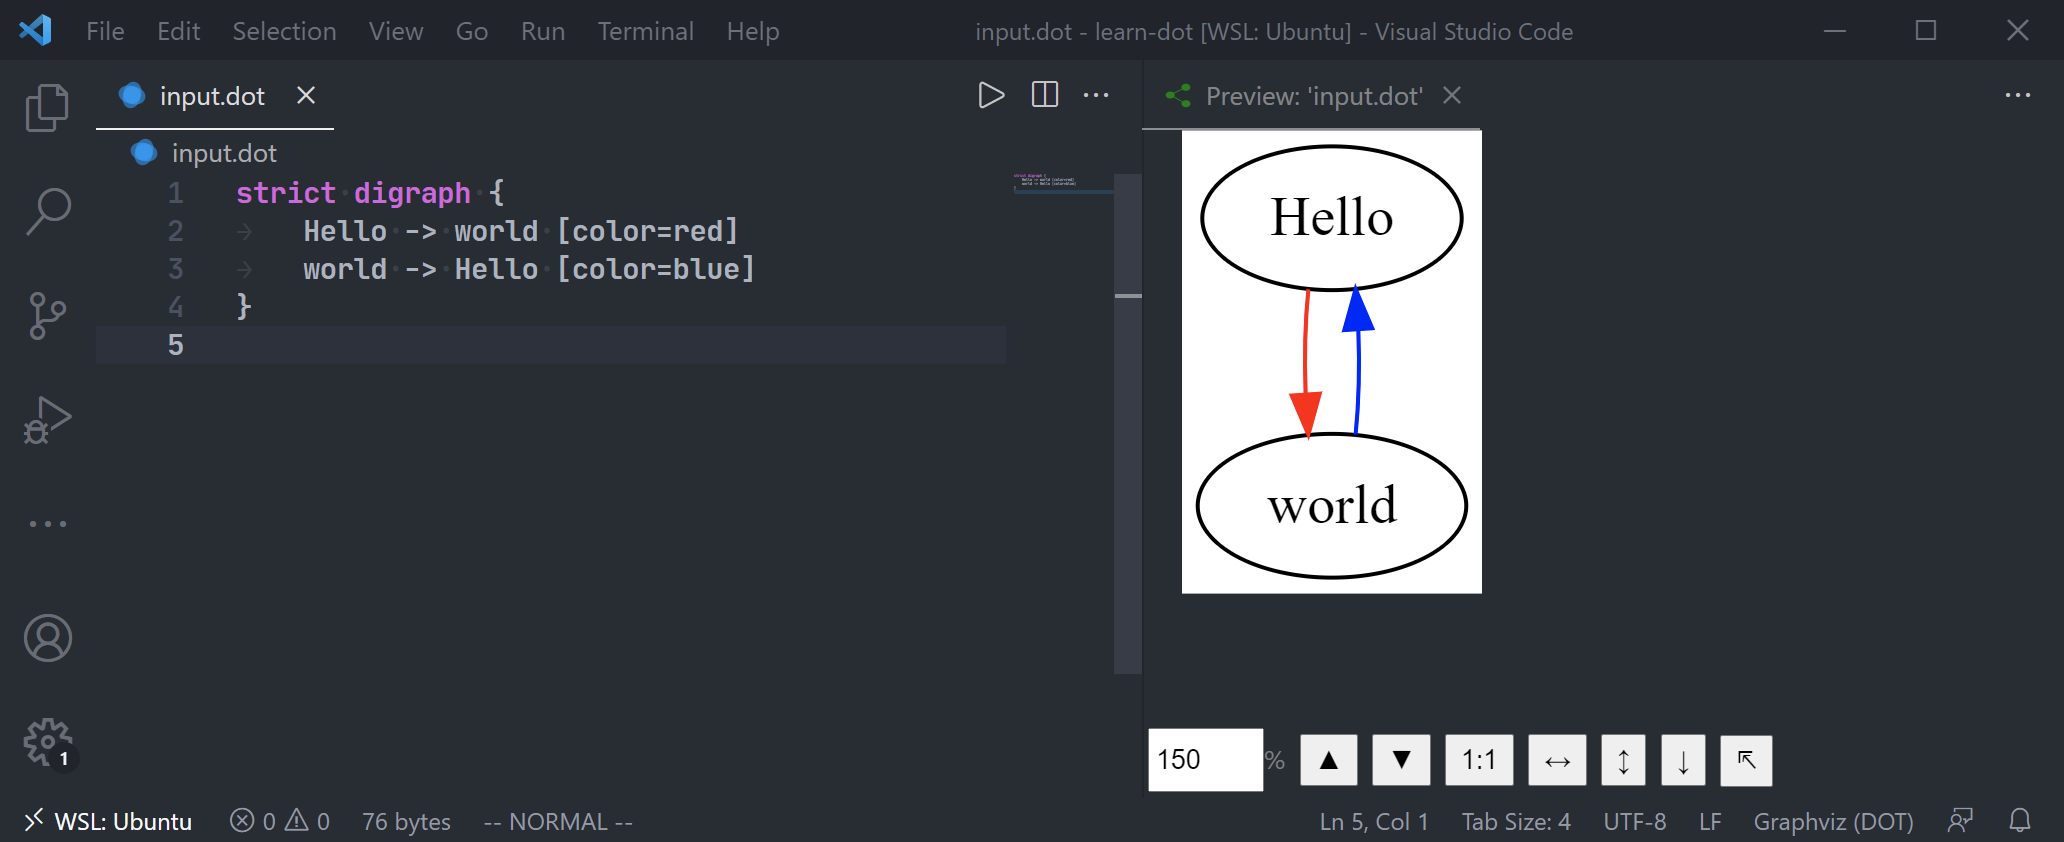 File Edit Selection View Go Run Terminal Help input.dot - learn-dot [WSL: Ubuntu] - Visual Studio Code
input.dot
Preview: 'input.dot'
input.dot
1 strict digraph {
2 Hello -> world [color=red]
3 world -> Hello [color=blue]
4 }
5
Hello
world
1
150 % 1:1
WSL: Ubuntu 0 0 76 bytes -- NORMAL -- Ln 5, Col 1 Tab Size: 4 UTF-8 LF Graphviz (DOT)